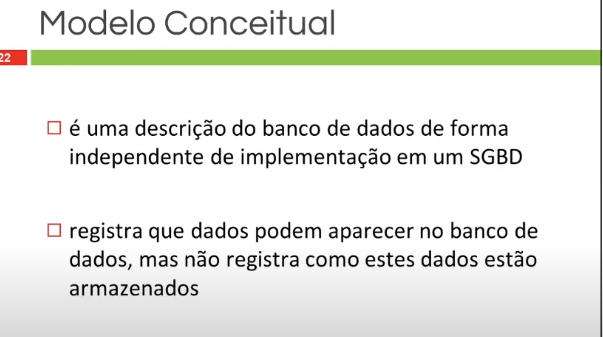 Modelo Conceitual
22
é uma descrição do banco de dados de forma
independente de implementação em um SGBD
registra que dados podem aparecer no banco de
dados, mas não registra como estes dados estão
armazenados